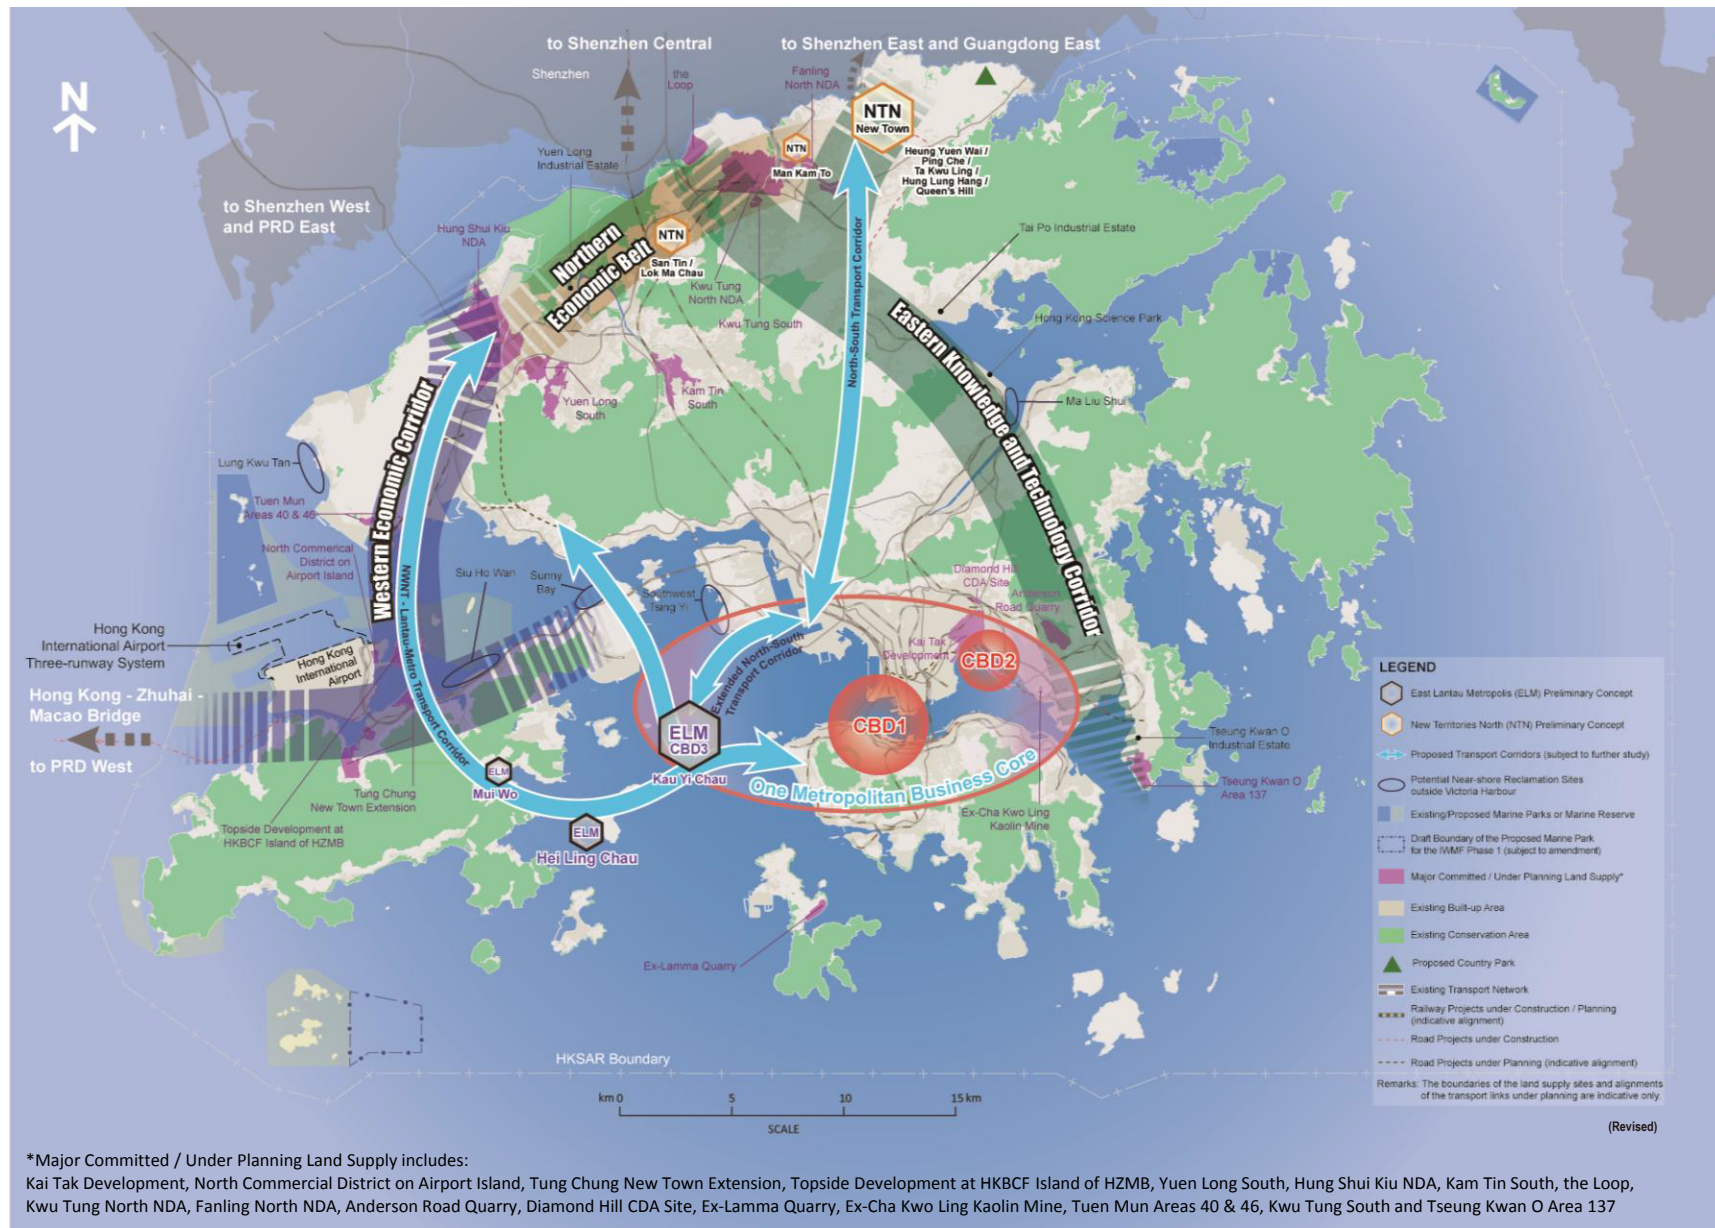 to Shenzhen Central
to Shenzhen East and Guangdong East
Shenzhen
the
Loop
Fanling
North NDA
N
NTN
New Town
Yuen Long
Industrial Estate
NTN
Man Kam To
Heung Yuen Wai /
Ping Che /
Ta Kwu Ling /
Hung Lung Hang /
Queen's Hill
to Shenzhen West
and PRD East
Hung Shui Kiu
NDA
Northern
Economic Belt
NTN
San Tin /
Lok Ma Chau
Tai Po Industrial Estate
Kwu Tung
North NDA
Kwu Tung South
North-South Transport Corridor
Hong Kong Science Park
Eastern Knowledge and Technology Corridor
Yuen Long
South
Kam Tin
South
Ma Liu Shui
Western Economic Corridor
Lung Kwu Tan
Tuen Mun
Areas 40 & 46
North Commerical
District on
Airport Island
Siu Ho Wan
Sunny
Bay
Southwest
Tsing Yi
Diamond Hill
CDA Site
Anderson
Road Quarry
NWNT - Lantau-Metro Transport Corridor
Hong Kong
International Airport
Three-runway System
Hong Kong
International
Airport
Kai Tak
Development
CBD2
Extended North-South
Transport Corridor
Hong Kong - Zhuhai -
Macao Bridge
to PRD West
ELM
CBD3
Kau Yi Chau
CBD1
One Metropolitan Business Core
ELM
Mui Wo
Tung Chung
New Town Extension
Topside Development at
HKBCF Island of HZMB
ELM
Hei Ling Chau
Ex-Cha Kwo Ling
Kaolin Mine
Tseung Kwan O
Industrial Estate
Tseung Kwan O
Area 137
Ex-Lamma Quarry
HKSAR Boundary
LEGEND
East Lantau Metropolis (ELM) Preliminary Concept
New Territories North (NTN) Preliminary Concept
Proposed Transport Corridors (subject to further study)
Potential Near-shore Reclamation Sites
outside Victoria Harbour
Existing/Proposed Marine Parks or Marine Reserve
Draft Boundary of the Proposed Marine Park
for the IWMF Phase 1 (subject to amendment)
Major Committed / Under Planning Land Supply*
Existing Built-up Area
Existing Conservation Area
Proposed Country Park
Existing Transport Network
Railway Projects under Construction / Planning
(indicative alignment)
Road Projects under Construction
Road Projects under Planning (indicative alignment)
Remarks: The boundaries of the land supply sites and alignments
of the transport links under planning are indicative only.
(Revised)
km 0 5 10 15 km
SCALE
*Major Committed / Under Planning Land Supply includes:
Kai Tak Development, North Commercial District on Airport Island, Tung Chung New Town Extension, Topside Development at HKBCF Island of HZMB, Yuen Long South, Hung Shui Kiu NDA, Kam Tin South, the Loop,
Kwu Tung North NDA, Fanling North NDA, Anderson Road Quarry, Diamond Hill CDA Site, Ex-Lamma Quarry, Ex-Cha Kwo Ling Kaolin Mine, Tuen Mun Areas 40 & 46, Kwu Tung South and Tseung Kwan O Area 137